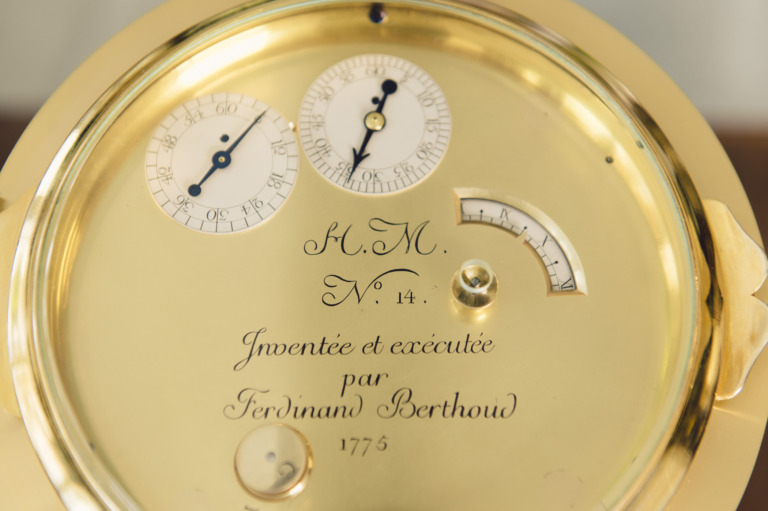 H. M.
N.º 14.
Inventée et exécutée
par
Ferdinand Berthoud
1775